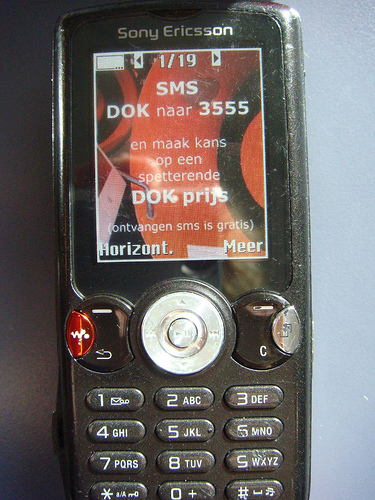 Sony Ericsson
1/19
SMS
DOK naar 3555
en maak kans
op een
spetterende
DOK prijs
(ontvangen sms is gratis)
Horizont. Meer
C
1 2 ABC 3 DEF
4 GHI 5 JKL MNO
7 PQRS 8 TUV WXYZ
* a/A 0 + #